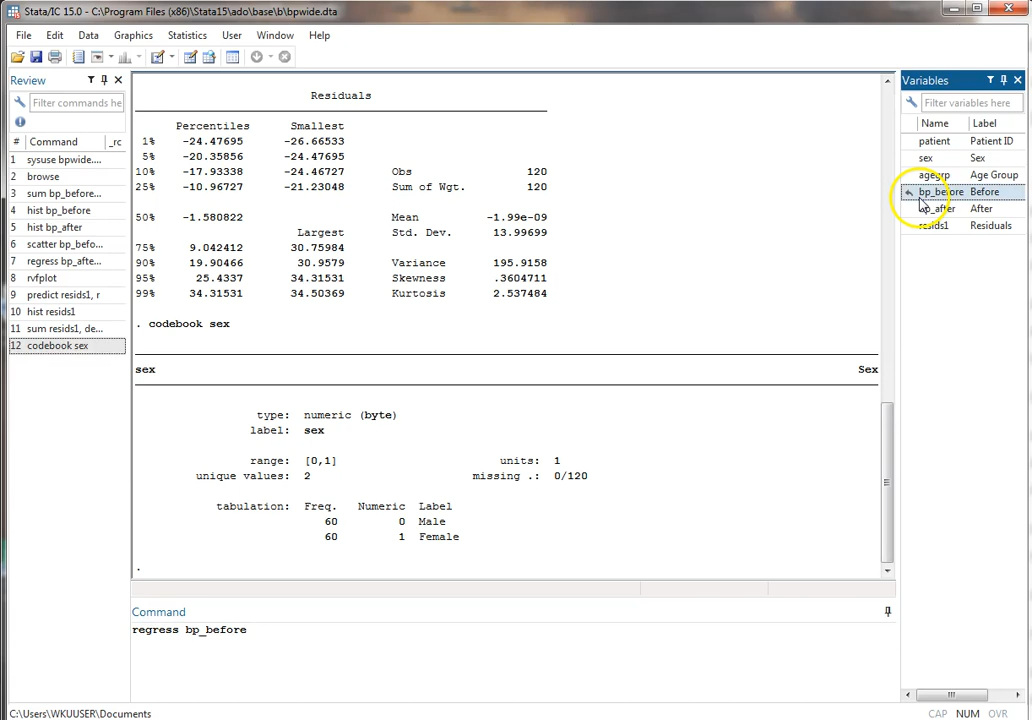 Stata/IC 15.0 - C:\Program Files (x86)\Stata15\ado\base\b\bpwide.dta
File Edit Data Graphics Statistics User Window Help
Review
Filter commands he
# Command _rc
1 sysuse bpwide....
2 browse
3 sum bp_before...
4 hist bp_before
5 hist bp_after
6 scatter bp_befo...
7 regress bp_afte...
8 rvfplot
9 predict resids1, r
10 hist resids1
11 sum resids1, de...
12 codebook sex
Residuals
Percentiles Smallest
1% -24.47695 -26.66533
5% -20.35856 -24.47695
10% -17.93338 -24.46727 Obs 120
25% -10.96727 -21.23048 Sum of Wgt. 120
50% -1.580822 Mean -1.99e-09
Largest Std. Dev. 13.99699
75% 9.042412 30.75984
90% 19.90466 30.9579 Variance 195.9158
95% 25.4337 34.31531 Skewness .3604711
99% 34.31531 34.50369 Kurtosis 2.537484
. codebook sex
sex Sex
type: numeric (byte)
label: sex
range: [0,1] units: 1
unique values: 2 missing .: 0/120
tabulation: Freq. Numeric Label
60 0 Male
60 1 Female
.
Command
regress bp_before
Variables
Filter variables here
Name Label
patient Patient ID
sex Sex
agegrp Age Group
bp_before Before
bp_after After
resids1 Residuals
C:\Users\WKUUSER\Documents
CAP NUM OVR